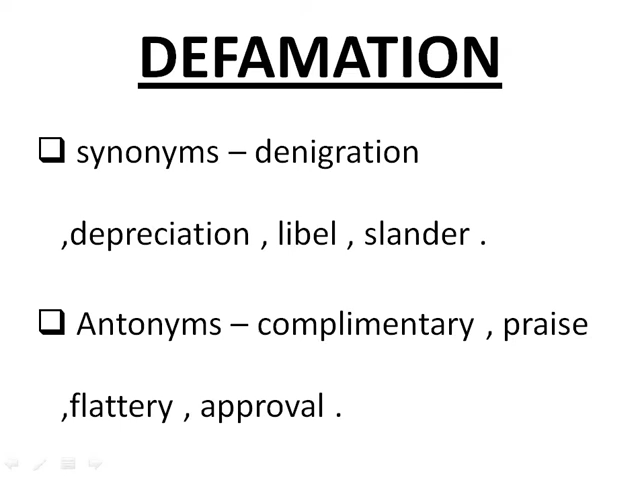 DEFAMATION
synonyms – denigration
,depreciation , libel , slander .
Antonyms – complimentary , praise
,flattery , approval .